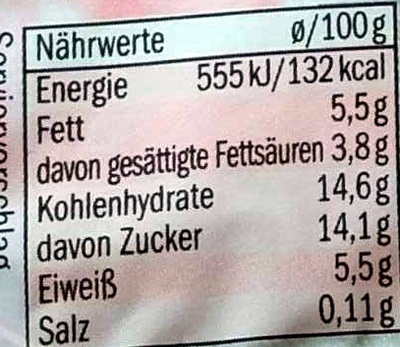 Nährwerte ø/100g
Energie 555 kJ/132 kcal
Fett 5,5g
davon gesättigte Fettsäuren 3,8g
Kohlenhydrate 14,6g
davon Zucker 14,1g
Eiweiß 5,5g
Salz 0,11g
Serviervorschlag